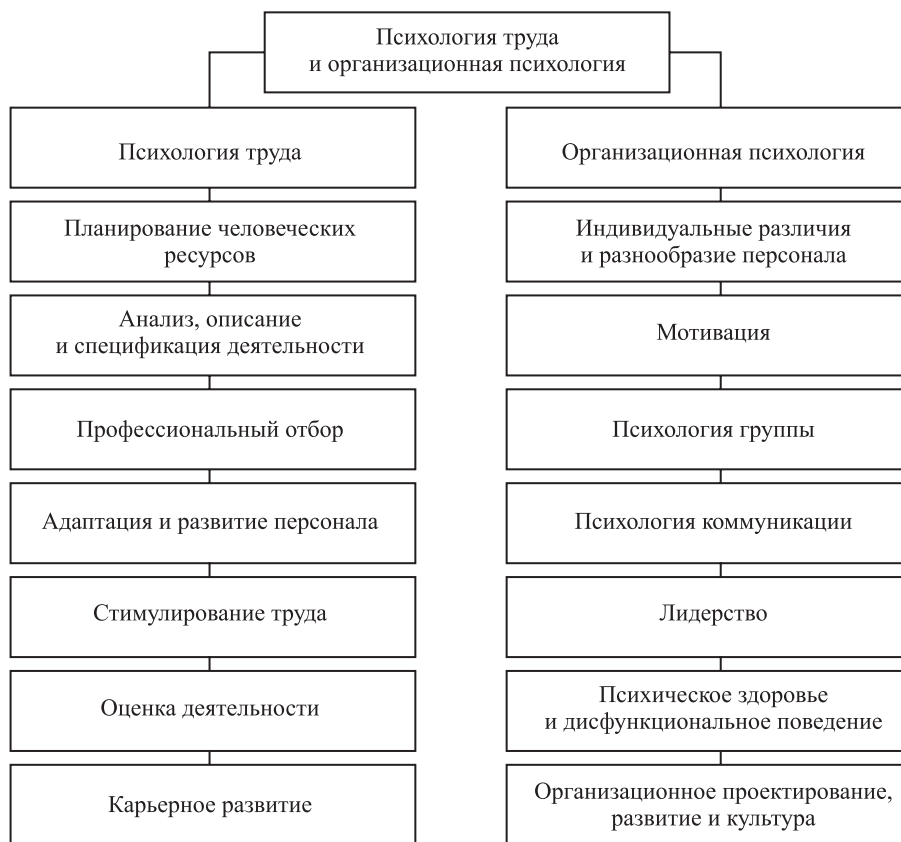 Психология труда
и организационная психология
Психология труда
Планирование человеческих
ресурсов
Анализ, описание
и спецификация деятельности
Профессиональный отбор
Адаптация и развитие персонала
Стимулирование труда
Оценка деятельности
Карьерное развитие
Организационная психология
Индивидуальные различия
и разнообразие персонала
Мотивация
Психология группы
Психология коммуникации
Лидерство
Психическое здоровье
и дисфункциональное поведение
Организационное проектирование,
развитие и культура